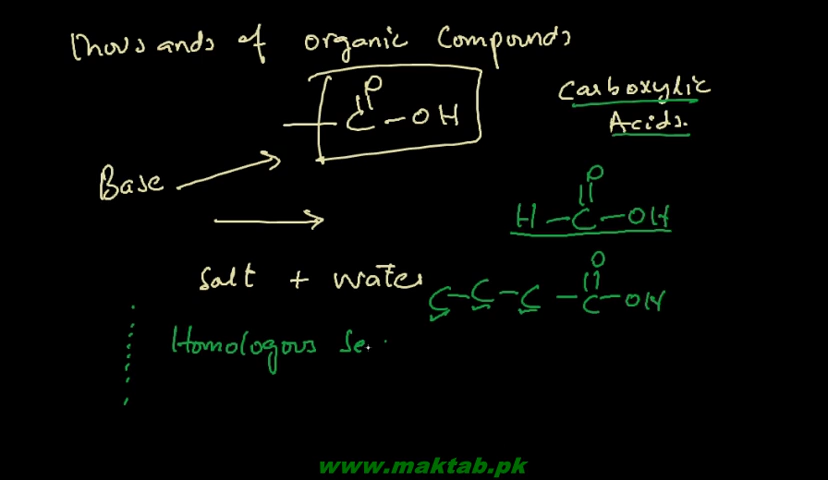 Thousands of organic Compounds
O
C-OH
Carboxylic
Acids.
Base
O
H-C-OH
Salt + water
O
C-C-C-C-OH
Homologous Se
www.maktab.pk